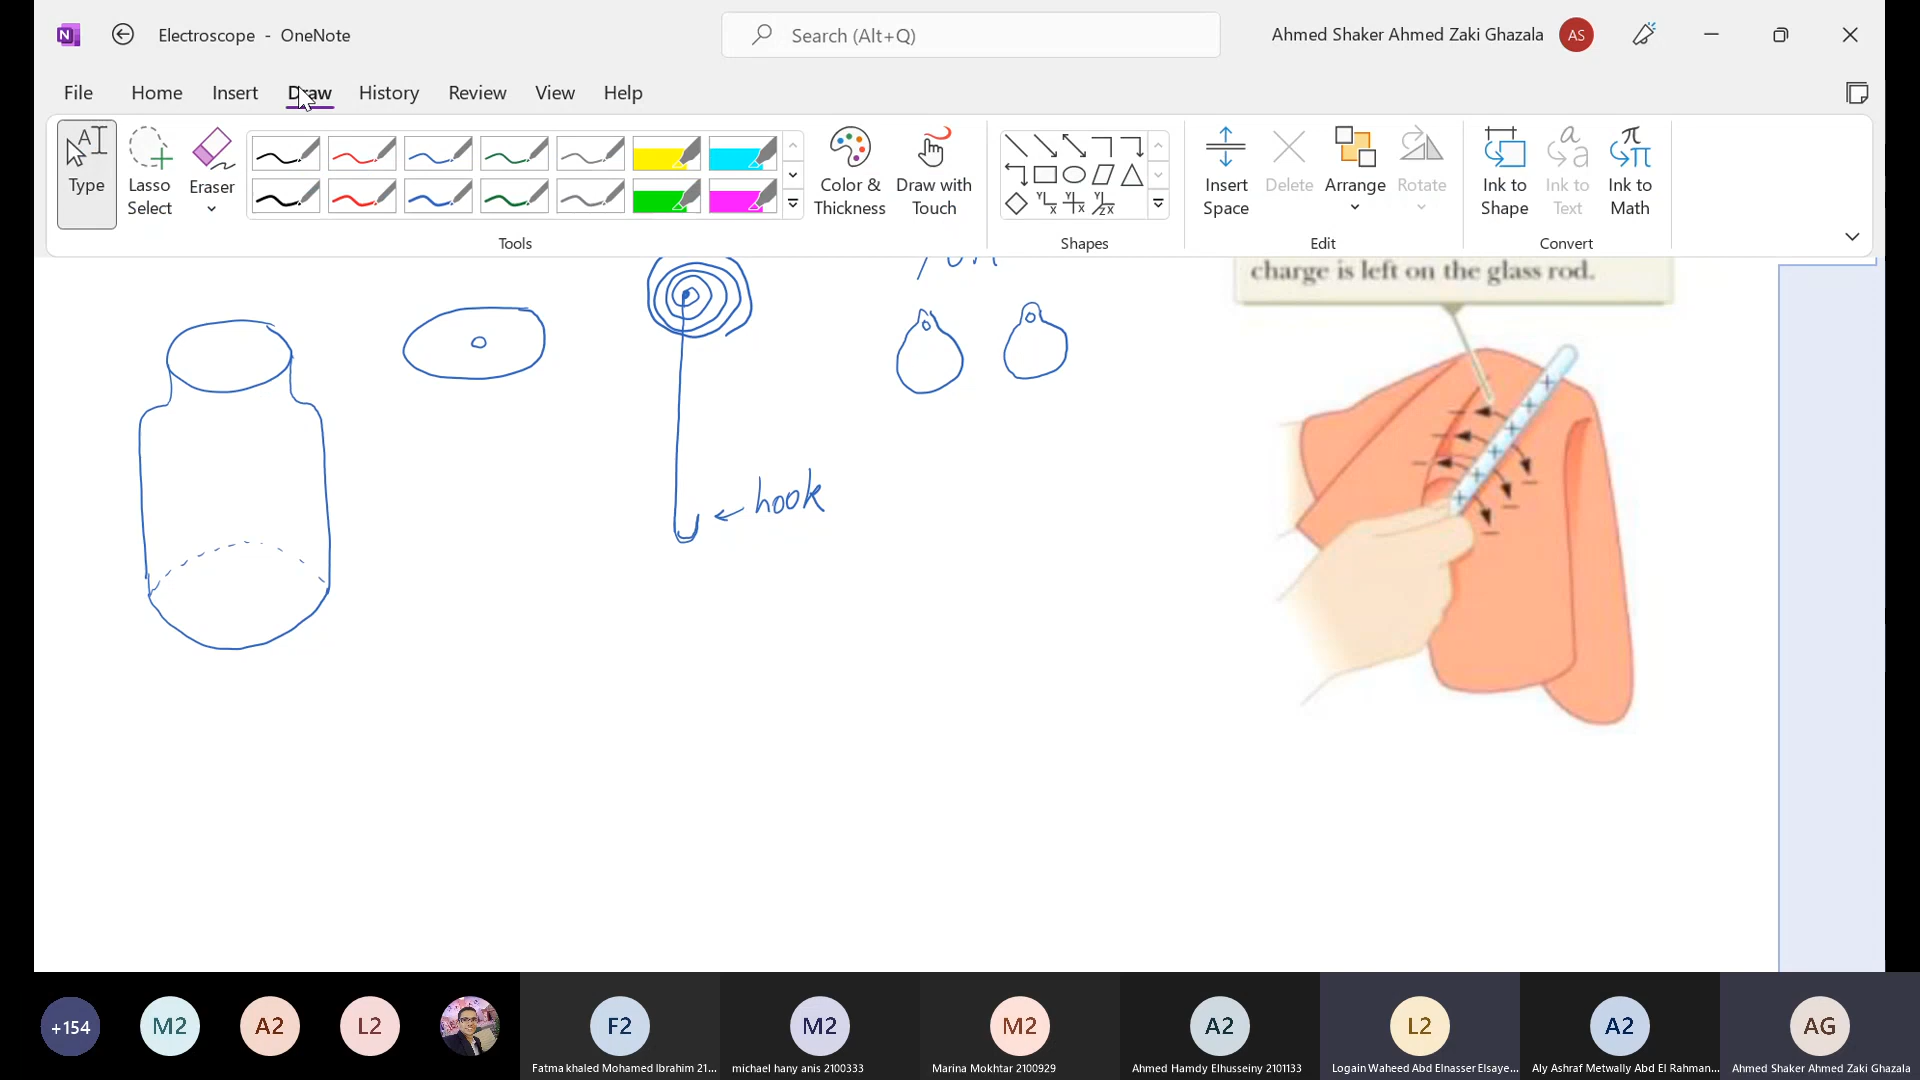 Electroscope - OneNote
Search (Alt+Q)
Ahmed Shaker Ahmed Zaki Ghazala
AS
File
Home
Insert
Draw
History
Review
View
Help
Type
Lasso
Select
Eraser
Color &
Thickness
Draw with
Touch
Tools
Shapes
Insert
Space
Delete
Arrange
Rotate
Edit
Ink to
Shape
Ink to
Text
Ink to
Math
Convert
charge is left on the glass rod.
hook
+154
M2
A2
L2
F2
Fatma khaled Mohamed Ibrahim 21...
M2
michael hany anis 2100333
M2
Marina Mokhtar 2100929
A2
Ahmed Hamdy Elhusseiny 2101133
L2
Logain Waheed Abd Elnasser Elsaye...
A2
Aly Ashraf Metwally Abd El Rahman...
AG
Ahmed Shaker Ahmed Zaki Ghazala